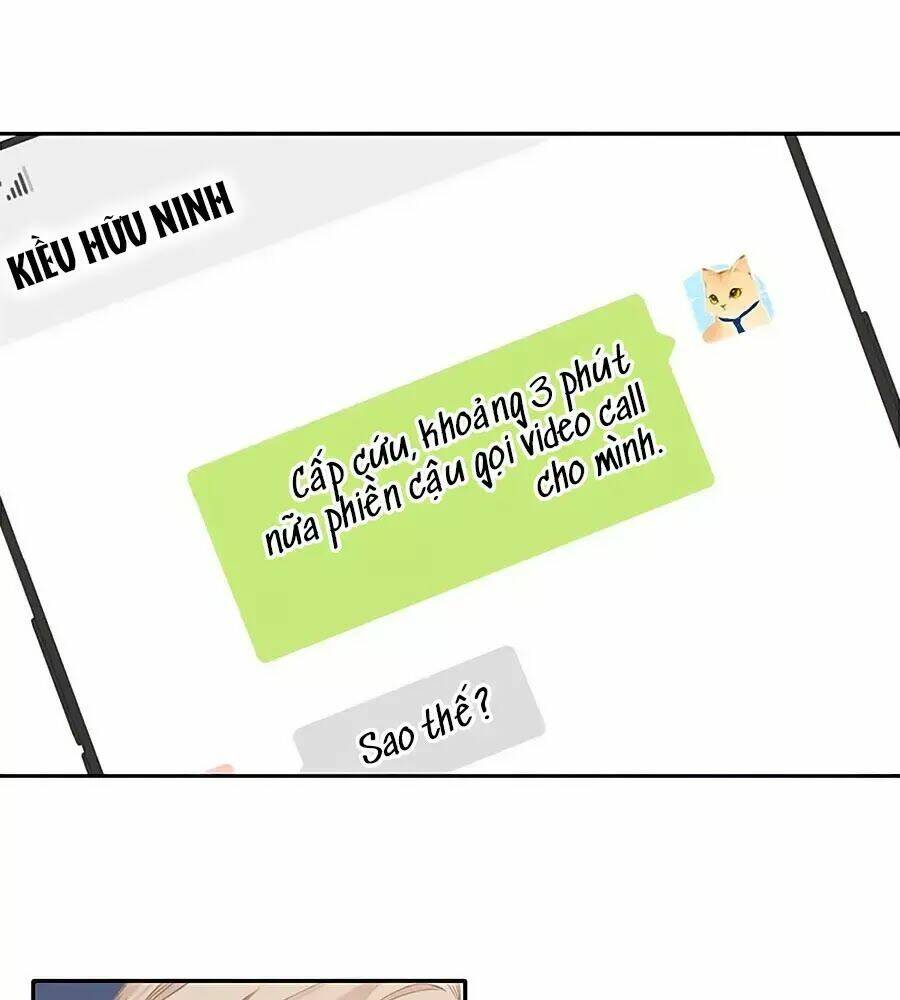 KIỀU HỮU NINH
Cấp cứu, khoảng 3 phút
nữa phiền cậu gọi video call
cho mình.
Sao thế?